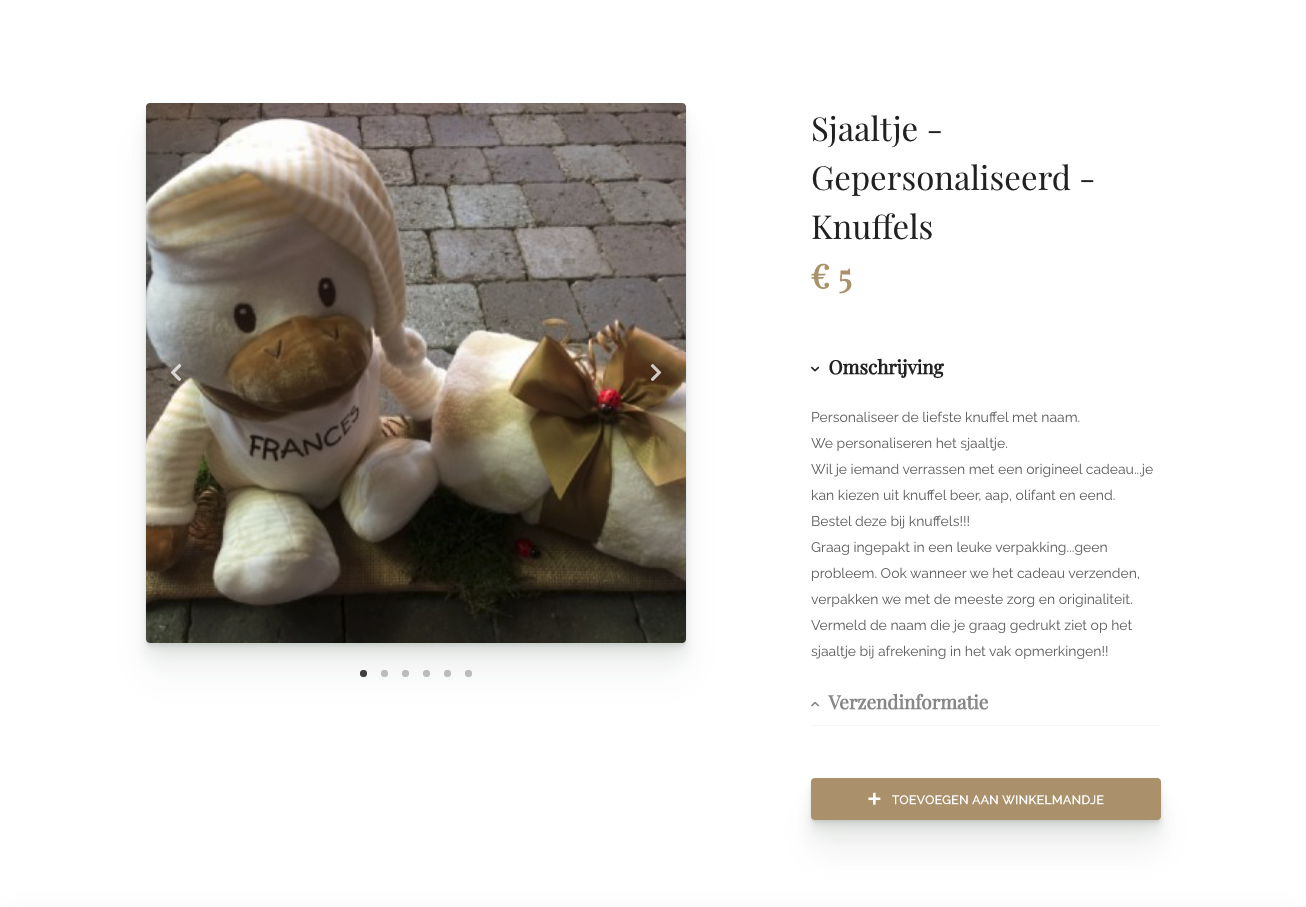 Sjaaltje -
Gepersonaliseerd -
Knuffels
€ 5
FRANCES
Omschrijving
Personaliseer de liefste knuffel met naam.
We personaliseren het sjaaltje.
Wil je iemand verrassen met een origineel cadeau...je
kan kiezen uit knuffel beer, aap, olifant en eend.
Bestel deze bij knuffels!!!
Graag ingepakt in een leuke verpakking...geen
probleem. Ook wanneer we het cadeau verzenden,
verpakken we met de meeste zorg en originaliteit.
Vermeld de naam die je graag gedrukt ziet op het
sjaaltje bij afrekening in het vak opmerkingen!!
Verzendinformatie
TOEVOEGEN AAN WINKELMANDJE